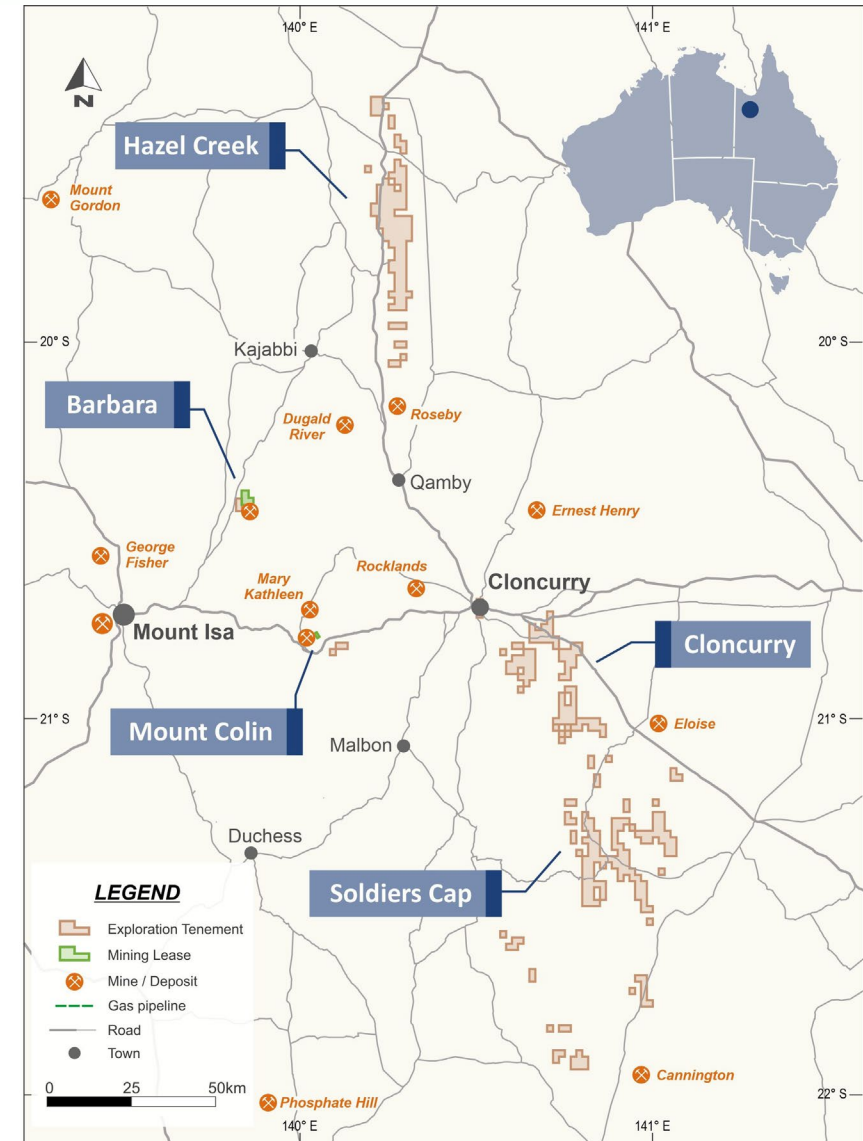 140° E
141° E
N
Hazel Creek
Mount
Gordon
20° S
20° S
Kajabbi
Barbara
Dugald
River
Roseby
Qamby
Ernest Henry
George
Fisher
Mary
Kathleen
Rocklands
Cloncurry
Mount Isa
Cloncurry
21° S
21° S
Mount Colin
Eloise
Malbon
Duchess
Soldiers Cap
LEGEND
Exploration Tenement
Mining Lease
Mine / Deposit
Gas pipeline
Road
Town
0 25 50km
Cannington
Phosphate Hill
22° S
140° E
141° E